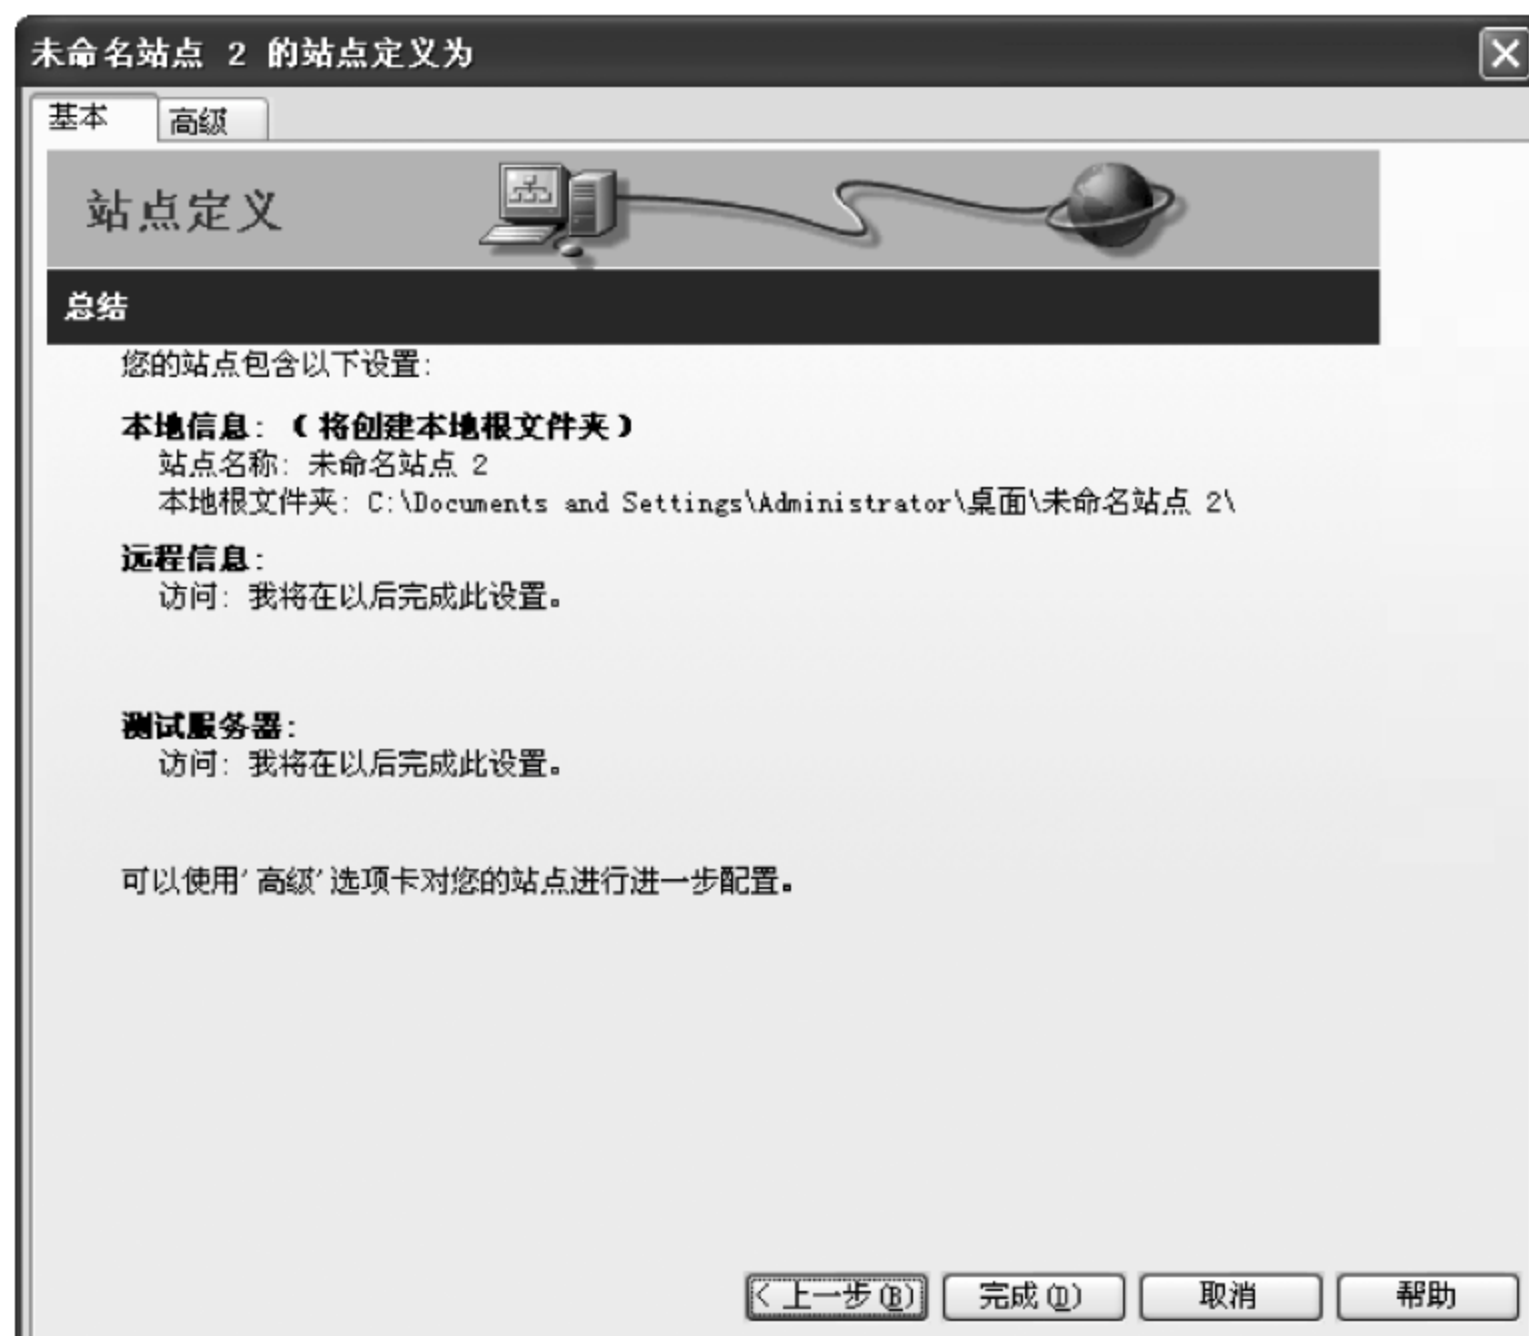 未命名站点 2 的站点定义为
基本 高级
站点定义
总结
您的站点包含以下设置:
本地信息: (将创建本地根文件夹)
站点名称: 未命名站点 2
本地根文件夹: C:\Documents and Settings\Administrator\桌面\未命名站点 2\
远程信息:
访问: 我将在以后完成此设置。
测试服务器:
访问: 我将在以后完成此设置。
可以使用'高级'选项卡对您的站点进行进一步配置。
<上一步(B) 完成(D) 取消 帮助